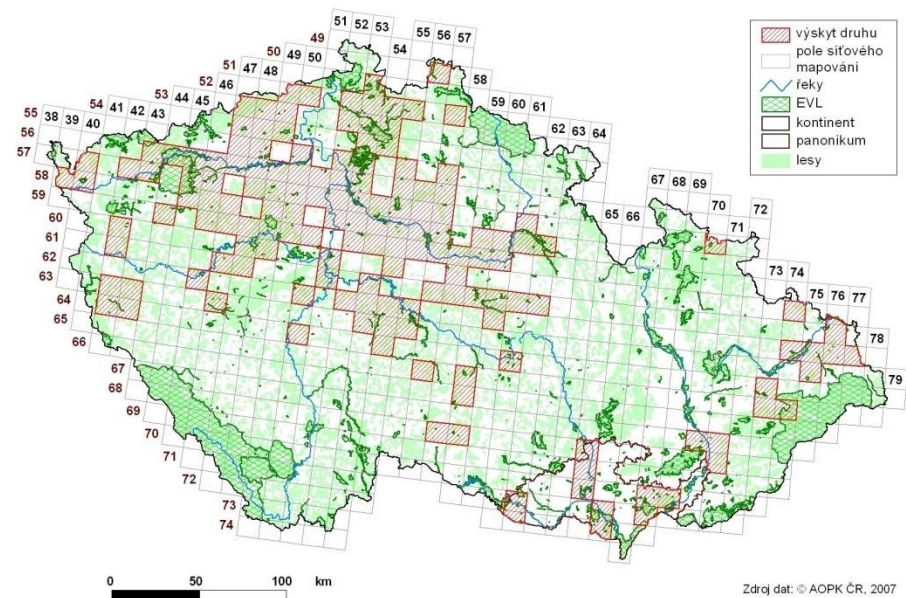 51 52 53
49
54
55 56 57
50 49 50
58
51 47 48
52 46
59 60 61
53 44 45
62 63 64
54 41 42 43
55 38 39 40
56
57
58
59
60
61
62
63
64
65
66
67
68
69
70
71
72
73
74
65 66
67 68 69
70
71
72
73 74
75 76 77
78
79
výskyt druhu
pole síťového
mapování
řeky
EVL
kontinent
panonikum
lesy
0 50 100 km
Zdroj dat: © AOPK ČR, 2007